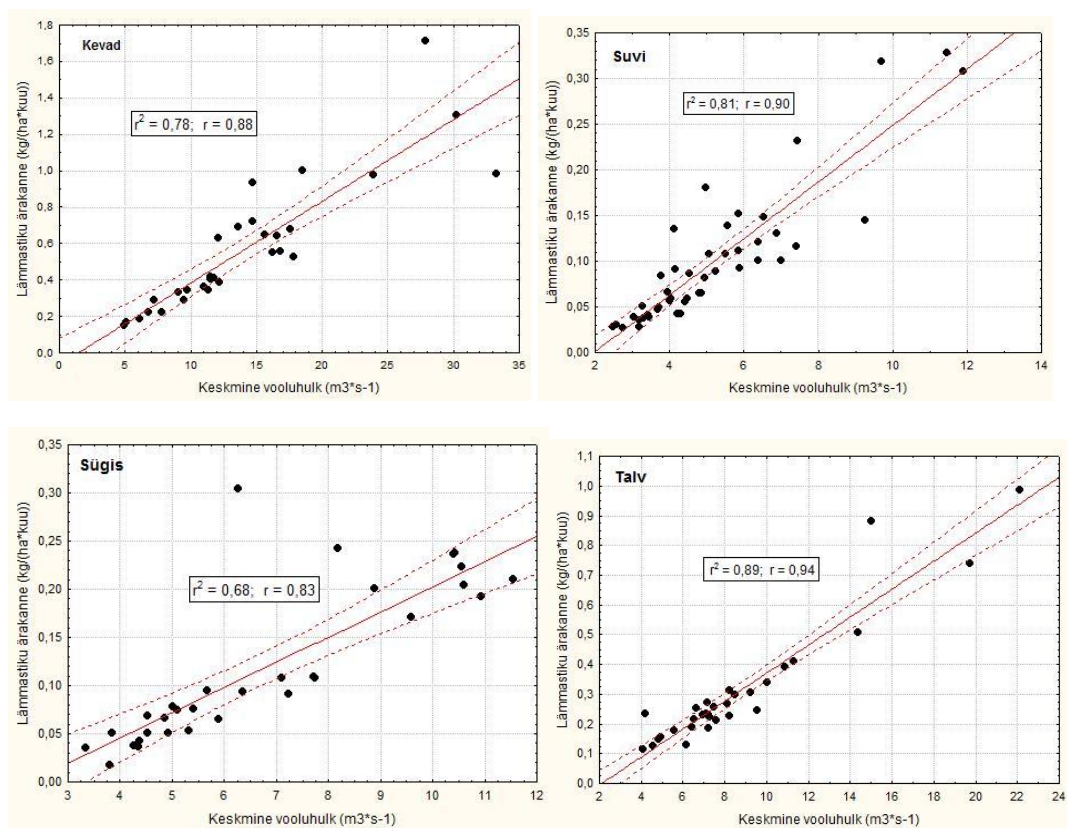 Kevad
r² = 0,78; r = 0,88
1,8
1,6
1,4
1,2
1,0
0,8
0,6
0,4
0,2
0,0
Lämmastiku ärakanne (kg/(ha*kuu))
0 5 10 15 20 25 30 35
Keskmine vooluhulk (m3*s-1)
Suvi
r² = 0,81; r = 0,90
0,35
0,30
0,25
0,20
0,15
0,10
0,05
0,00
Lämmastiku ärakanne (kg/(ha*kuu))
2 4 6 8 10 12 14
Keskmine vooluhulk (m3*s-1)
Sügis
r² = 0,68; r = 0,83
0,35
0,30
0,25
0,20
0,15
0,10
0,05
0,00
Lämmastiku ärakanne (kg/(ha*kuu))
3 4 5 6 7 8 9 10 11 12
Keskmine vooluhulk (m3*s-1)
Talv
r² = 0,89; r = 0,94
1,1
1,0
0,9
0,8
0,7
0,6
0,5
0,4
0,3
0,2
0,1
0,0
Lämmastiku ärakanne (kg/(ha*kuu))
2 4 6 8 10 12 14 16 18 20 22 24
Keskmine vooluhulk (m3*s-1)